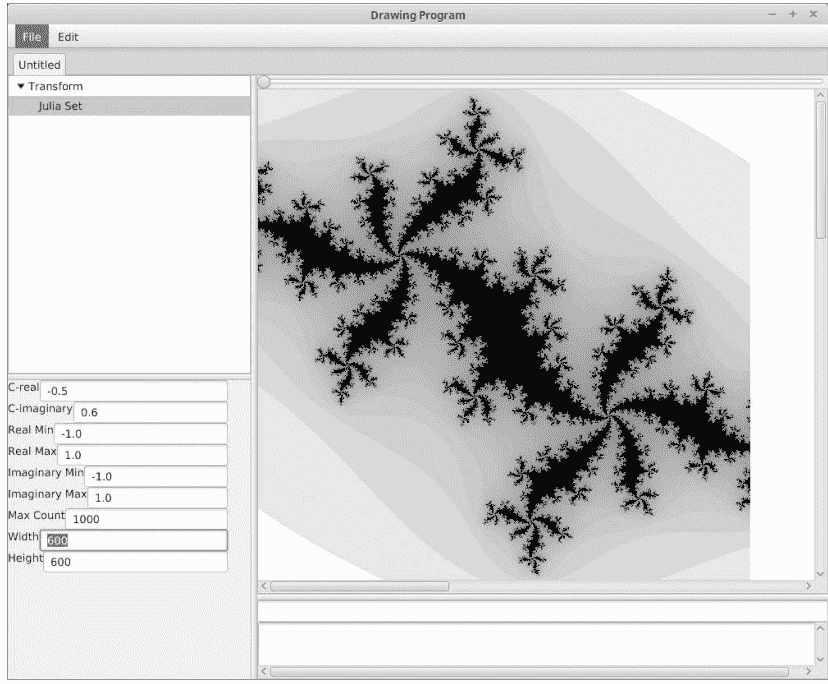 Drawing Program
File Edit
Untitled
Transform
Julia Set
C-real -0.5
C-imaginary 0.6
Real Min -1.0
Real Max 1.0
Imaginary Min -1.0
Imaginary Max 1.0
Max Count 1000
Width 600
Height 600